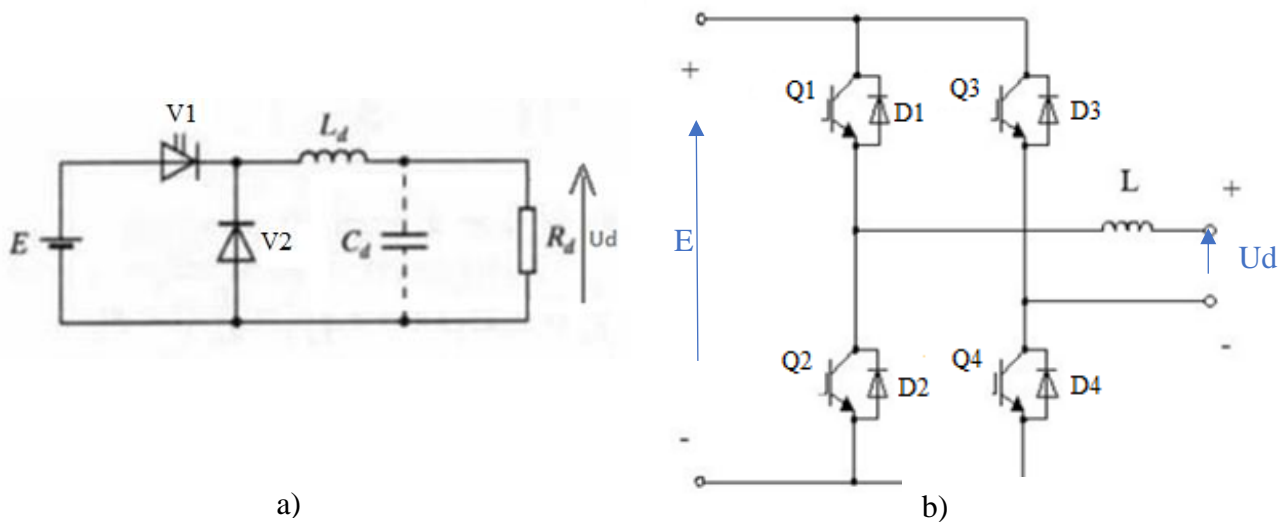 V1
L_d
E
V2
C_d
R_d
Ud
a)
+
Q1
D1
Q3
D3
L
+
E
Ud
-
Q2
D2
Q4
D4
-
b)